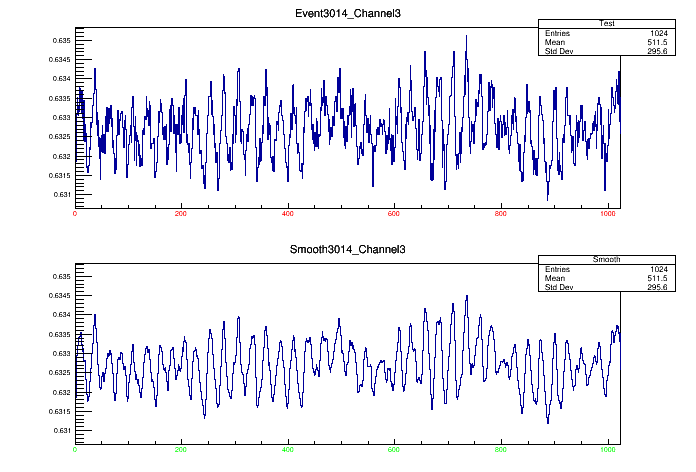 Event3014_Channel3
Test
Entries 1024
Mean 511.5
Std Dev 295.6
0.635
0.6345
0.634
0.6335
0.633
0.6325
0.632
0.6315
0.631
0 200 400 600 800 1000
Smooth3014_Channel3
Smooth
Entries 1024
Mean 511.5
Std Dev 295.6
0.635
0.6345
0.634
0.6335
0.633
0.6325
0.632
0.6315
0.631
0 200 400 600 800 1000